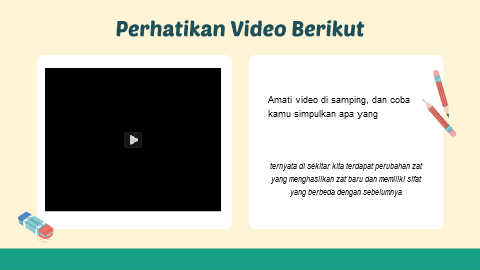 Perhatikan Video Berikut
Amati video di samping, dan coba
kamu simpulkan apa yang
ternyata di sekitar kita terdapat perubahan zat
yang menghasilkan zat baru dan memiliki sifat
yang berbeda dengan sebelumnya